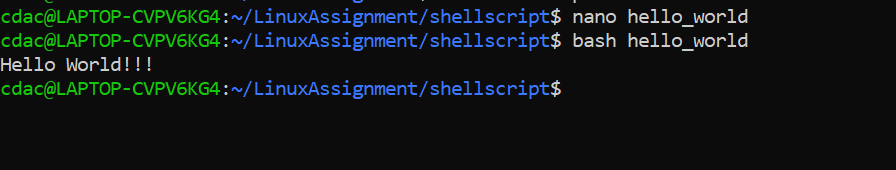 cdac@LAPTOP-CVPV6KG4:~/LinuxAssignment/shellscript$ nano hello_world
cdac@LAPTOP-CVPV6KG4:~/LinuxAssignment/shellscript$ bash hello_world
Hello World!!!
cdac@LAPTOP-CVPV6KG4:~/LinuxAssignment/shellscript$